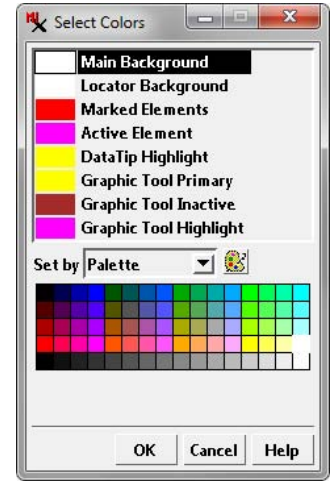 Select Colors
Main Background
Locator Background
Marked Elements
Active Element
DataTip Highlight
Graphic Tool Primary
Graphic Tool Inactive
Graphic Tool Highlight
Set by Palette
OK Cancel Help